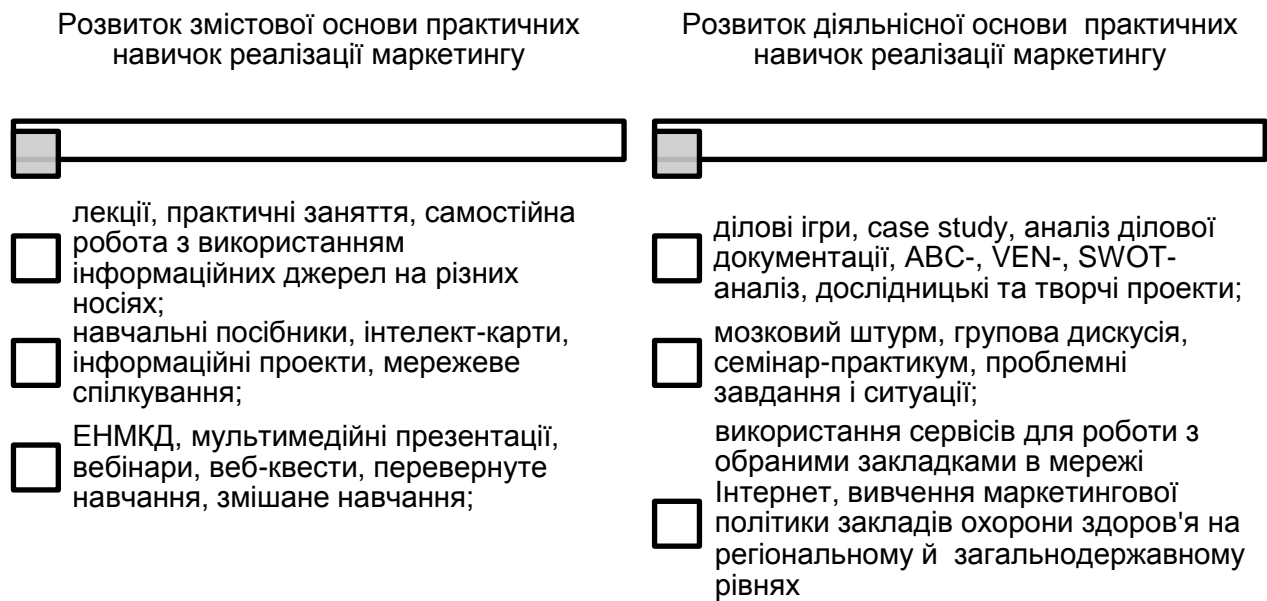 Розвиток змістової основи практичних
навичок реалізації маркетингу
лекції, практичні заняття, самостійна
робота з використанням
інформаційних джерел на різних
носіях;
навчальні посібники, інтелект-карти,
інформаційні проекти, мережеве
спілкування;
ЕНМКД, мультимедійні презентації,
вебінари, веб-квести, перевернуте
навчання, змішане навчання;
Розвиток діяльнісної основи  практичних
навичок реалізації маркетингу
ділові ігри, case study, аналіз ділової
документації, ABC-, VEN-, SWOT-
аналіз, дослідницькі та творчі проекти;
мозковий штурм, групова дискусія,
семінар-практикум, проблемні
завдання і ситуації;
використання сервісів для роботи з
обраними закладками в мережі
Інтернет, вивчення маркетингової
політики закладів охорони здоров'я на
регіональному й  загальнодержавному
рівнях